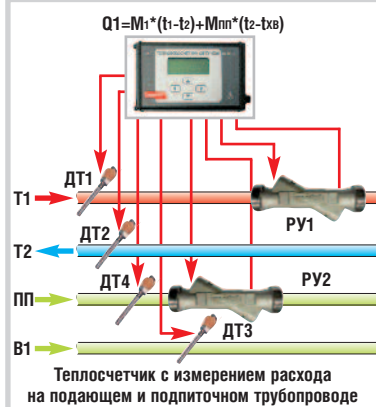 Q1=M1*(t1-t2)+Mпп*(t2-tхв)
ДТ1
Т1
РУ1
ДТ2
Т2
ДТ4
РУ2
ПП
ДТ3
В1
Теплосчетчик с измерением расхода
на подающем и подпиточном трубопроводе